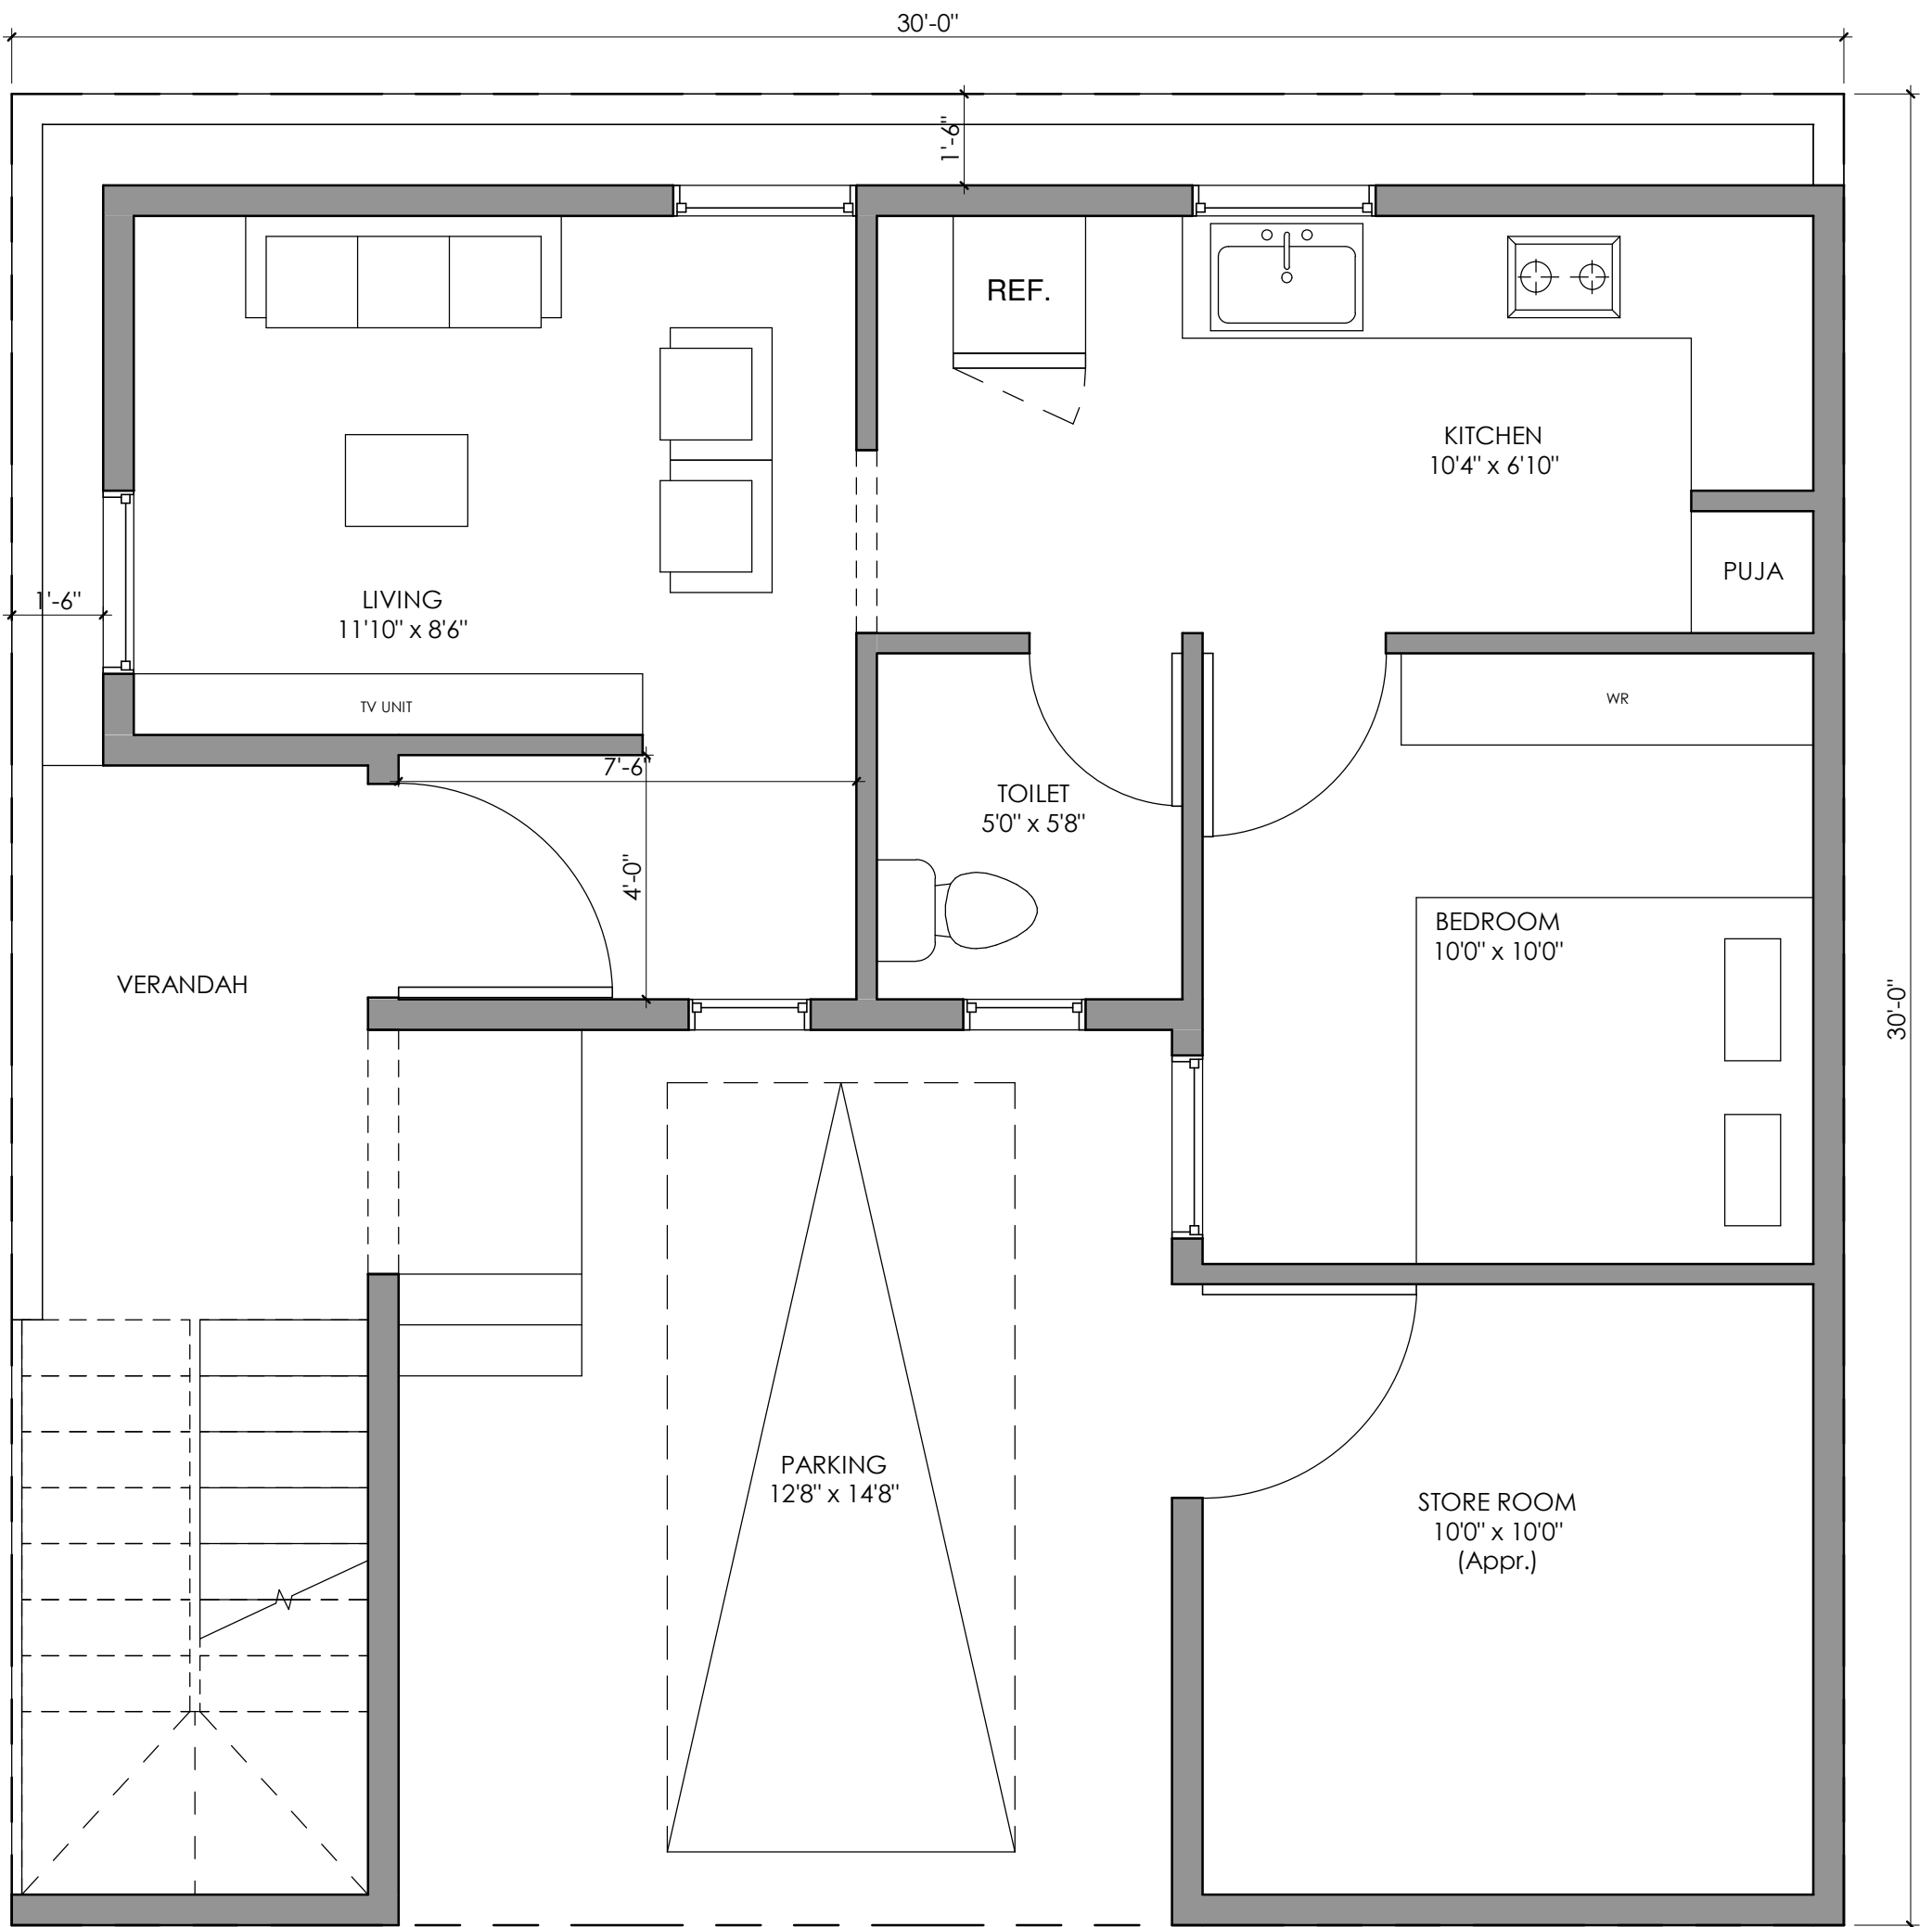 30'-0"
1'-6"
REF.
KITCHEN
10'4" x 6'10"
PUJA
1'-6"
LIVING
11'10" x 8'6"
TV UNIT
WR
7'-6"
TOILET
5'0" x 5'8"
4'-0"
BEDROOM
10'0" x 10'0"
VERANDAH
30'-0"
PARKING
12'8" x 14'8"
STORE ROOM
10'0" x 10'0"
(Appr.)